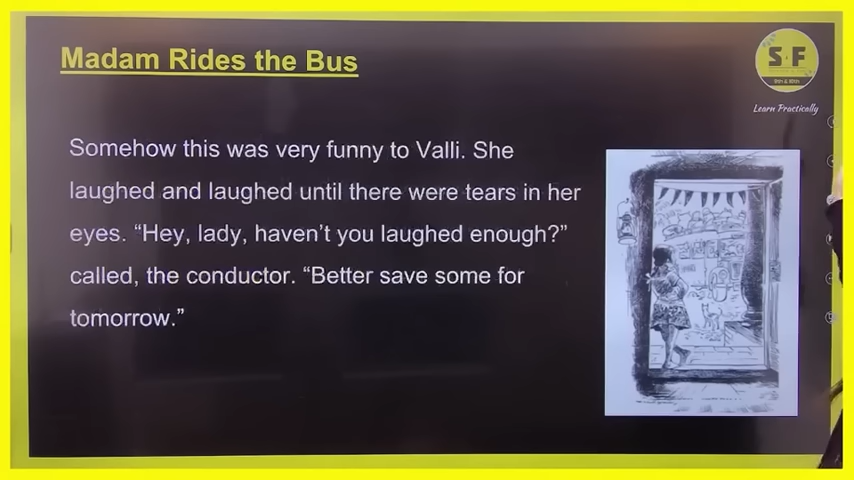 Madam Rides the Bus
S F
Shin & Nithin
Learn Practically
Somehow this was very funny to Valli. She
laughed and laughed until there were tears in her
eyes. “Hey, lady, haven’t you laughed enough?”
called, the conductor. “Better save some for
tomorrow.”